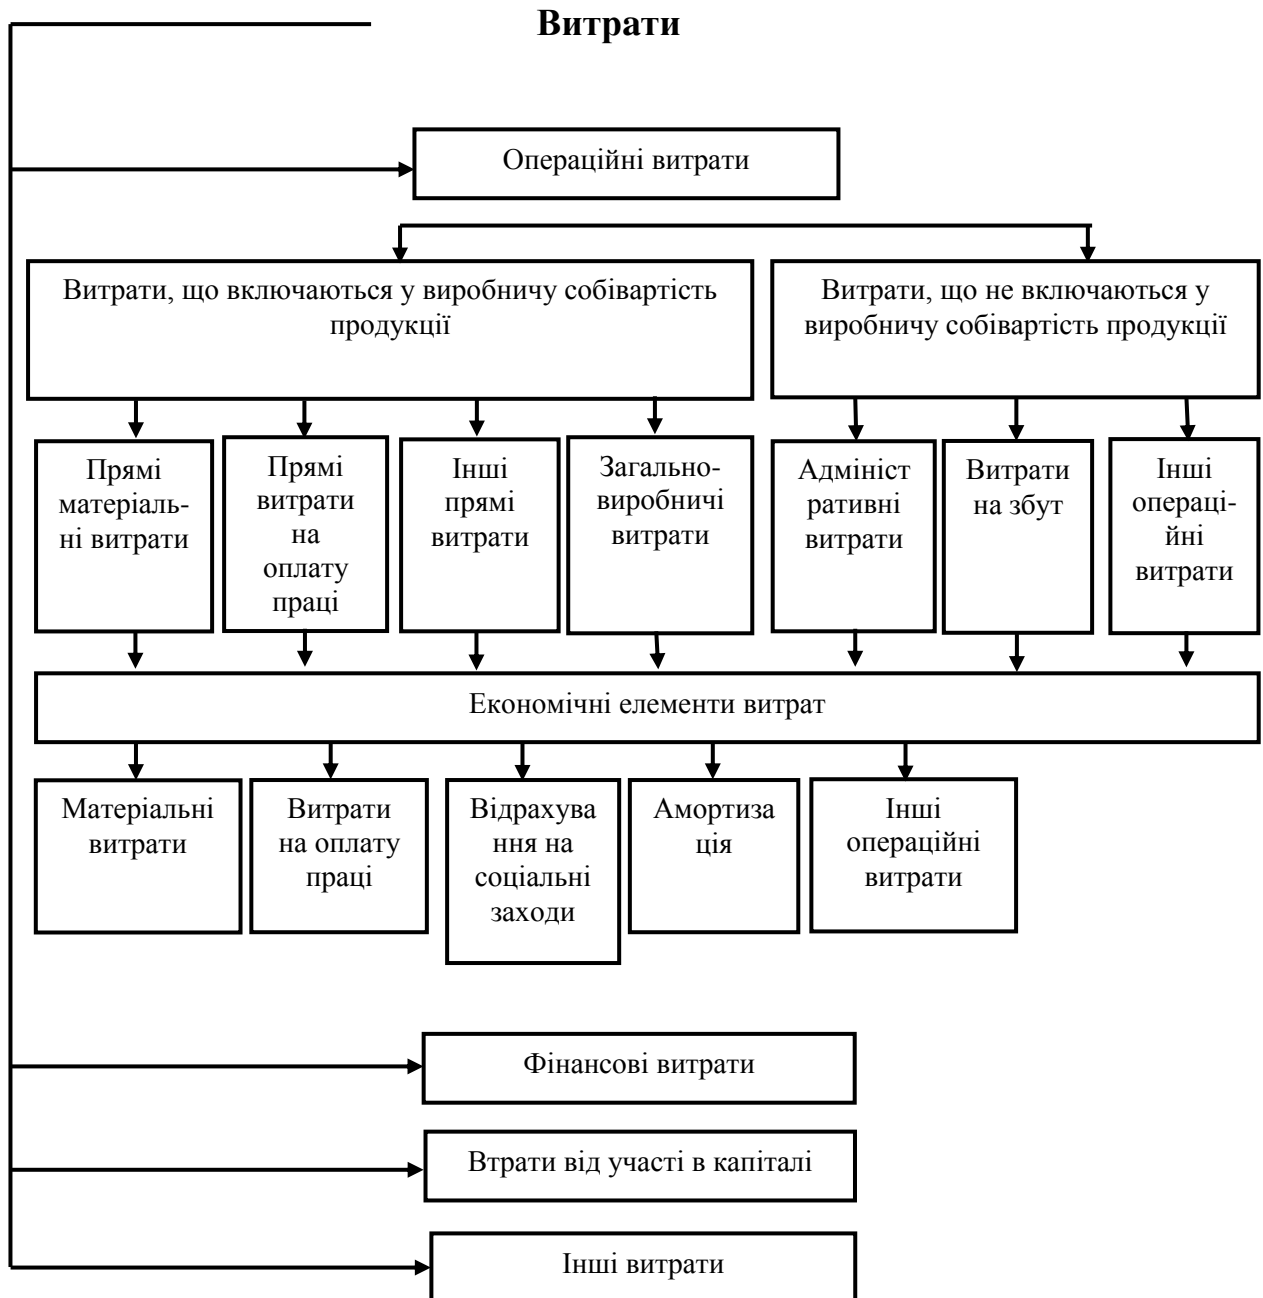 Витрати
Операційні витрати
Витрати, що включаються у виробничу собівартість
продукції
Витрати, що не включаються у
виробничу собівартість продукції
Прямі
матеріаль-
ні витрати
Прямі
витрати
на
оплату
праці
Інші
прямі
витрати
Загально-
виробничі
витрати
Адмініст
ративні
витрати
Витрати
на збут
Інші
операці-
йні
витрати
Економічні елементи витрат
Матеріальні
витрати
Витрати
на оплату
праці
Відрахува
ння на
соціальні
заходи
Амортиза
ція
Інші
операційні
витрати
Фінансові витрати
Втрати від участі в капіталі
Інші витрати